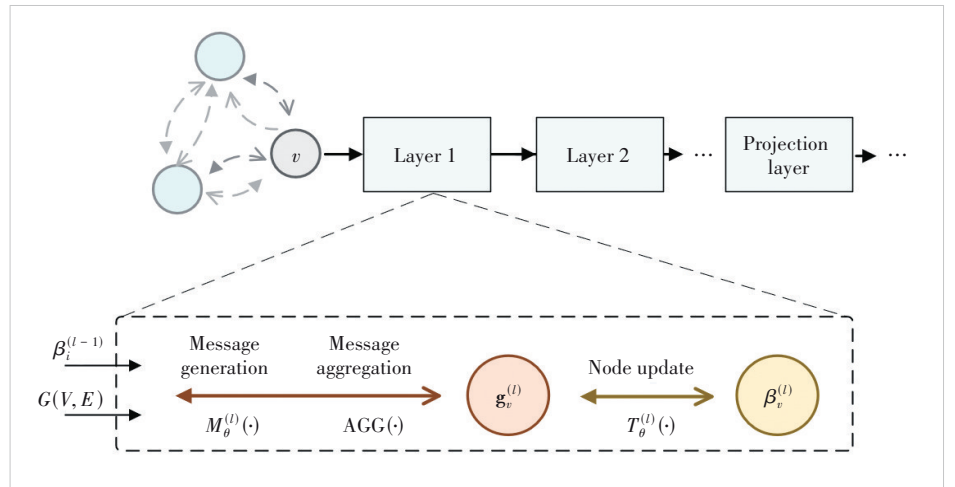 v
Layer 1
Layer 2
...
Projection
layer
...
β_i^{(l-1)}
G(V, E)
Message
generation
M_θ^{(l)}(·)
Message
aggregation
AGG(·)
g_v^{(l)}
Node update
T_θ^{(l)}(·)
β_v^{(l)}